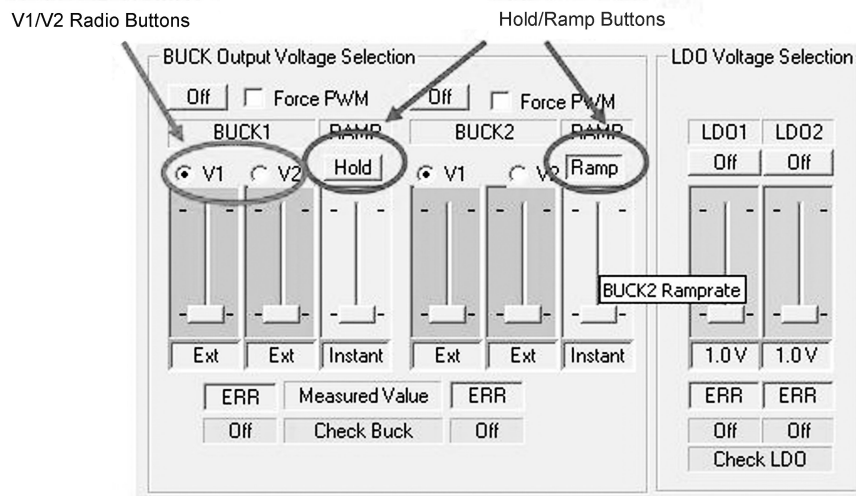 V1/V2 Radio Buttons
Hold/Ramp Buttons
BUCK Output Voltage Selection
LDO Voltage Selection
Off Force PWM Off Force PWM
BUCK1 RAMP BUCK2 RAMP LDO1 LDO2
V1 V2 Hold V1 V2 Ramp Off Off
BUCK2 Ramprate
Ext Ext Instant Ext Ext Instant 1.0 V 1.0 V
ERR Measured Value ERR ERR ERR
Off Check Buck Off Off Off
Check LDO